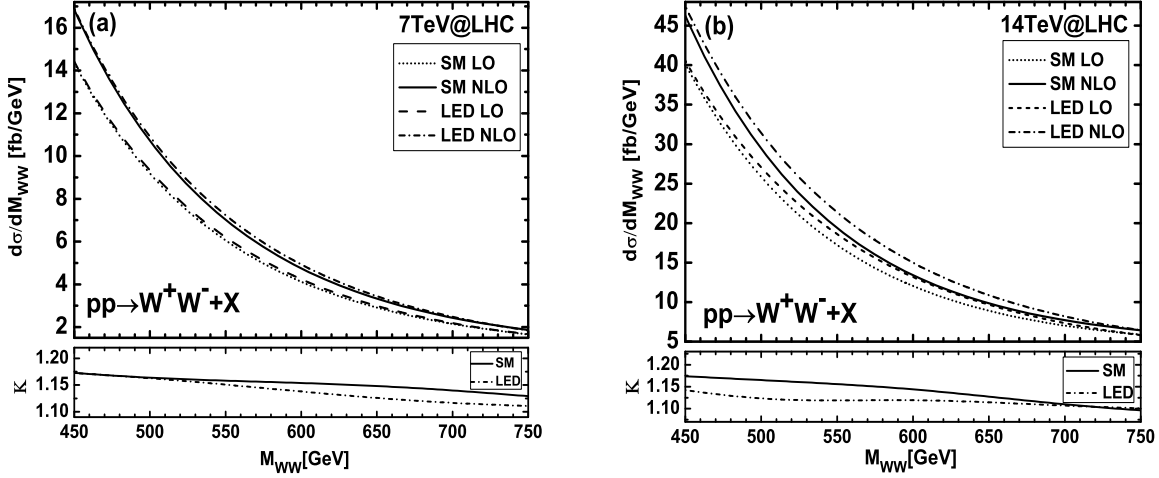 (a)
7TeV@LHC
SM LO
SM NLO
LED LO
LED NLO
16
14
12
10
8
6
4
2
dσ/dM_WW [fb/GeV]
pp→W⁺W⁻+X
1.20
1.15
1.10
K
SM
LED
450 500 550 600 650 700 750
M_WW[GeV]
(b)
14TeV@LHC
SM LO
SM NLO
LED LO
LED NLO
45
40
35
30
25
20
15
10
5
dσ/dM_WW [fb/GeV]
pp→W⁺W⁻+X
1.20
1.15
1.10
K
SM
LED
450 500 550 600 650 700 750
M_WW[GeV]